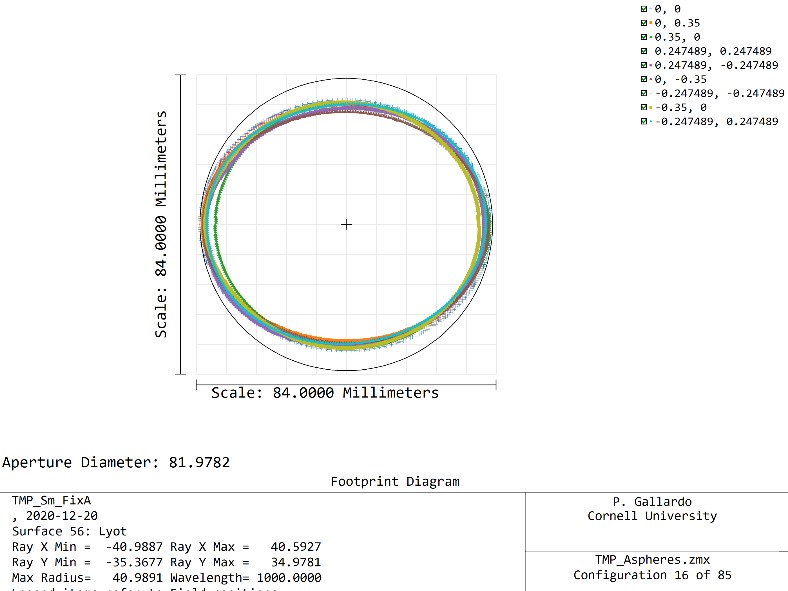 0, 0
0, 0.35
0.35, 0
0.247489, 0.247489
0.247489, -0.247489
0, -0.35
-0.247489, -0.247489
-0.35, 0
-0.247489, 0.247489
Scale: 84.0000 Millimeters
Scale: 84.0000 Millimeters
Aperture Diameter: 81.9782
Footprint Diagram
TMP_Sm_FixA
, 2020-12-20
Surface 56: Lyot
Ray X Min = -40.9887 Ray X Max = 40.5927
Ray Y Min = -35.3677 Ray Y Max = 34.9781
Max Radius= 40.9891 Wavelength= 1000.0000
P. Gallardo
Cornell University
TMP_Aspheres.zmx
Configuration 16 of 85